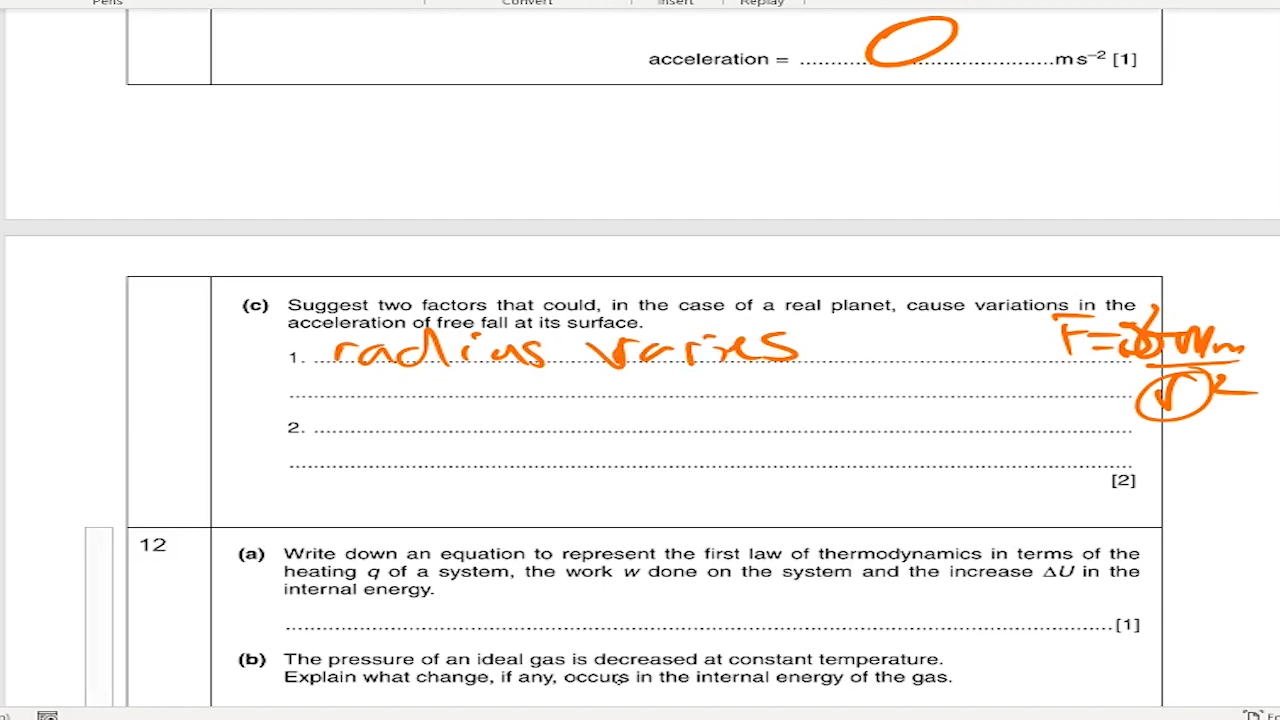 Pens Convert Insert Replay
acceleration = ........................................ m s⁻² [1]
(c) Suggest two factors that could, in the case of a real planet, cause variations in the
acceleration of free fall at its surface.
1. radius varies
2. ........................................
[2]
12
(a) Write down an equation to represent the first law of thermodynamics in terms of the
heating q of a system, the work w done on the system and the increase ΔU in the
internal energy.
........................................ [1]
(b) The pressure of an ideal gas is decreased at constant temperature.
Explain what change, if any, occurs in the internal energy of the gas.